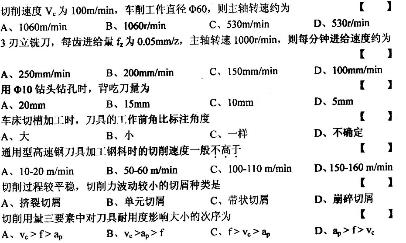 切削速度 Vc 为 100m/min，车削工作直径 Φ60，则主轴转速约为 【 】
A、1060m/min B、1060r/min C、530m/min D、530r/min
3 刃立铣刀，每齿进给量 fz 为 0.05mm/z，主轴转速 1000r/min，则每分钟进给速度约为 【 】
A、250mm/min B、200mm/min C、150mm/min D、100mm/min
用 Φ10 钻头钻孔时，背吃刀量为 【 】
A、20mm B、15mm C、10mm D、5mm
车床切槽加工时，刀具的工作前角比标注角度 【 】
A、大 B、小 C、一样 D、不确定
通用型高速钢刀具加工钢料时的切削速度一般不高于 【 】
A、10-20 m/min B、50-60 m/min C、100-110 m/min D、150-160 m/min
切削过程较平稳，切削力波动较小的切屑种类是 【 】
A、挤裂切屑 B、单元切屑 C、带状切屑 D、崩碎切屑
切削用量三要素中对刀具耐用度影响大小的次序为 【 】
A、vc > f > ap B、vc >ap > f C、f > vc > ap D、ap > f > vc